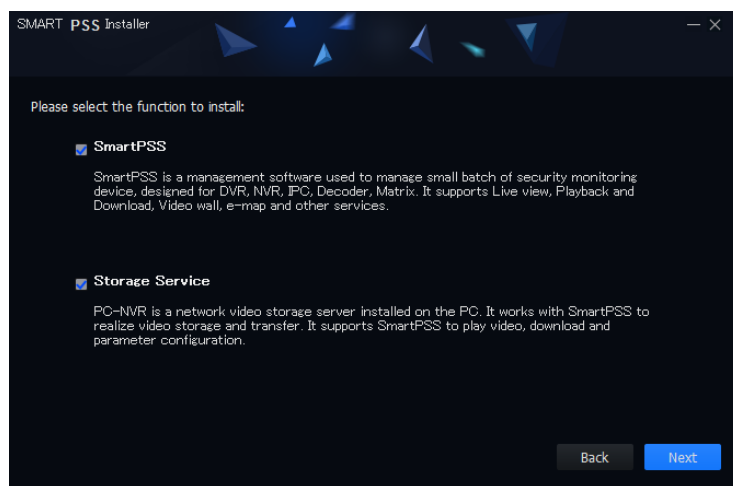 SMART PSS Installer
Please select the function to install:
SmartPSS
SmartPSS is a management software used to manage small batch of security monitoring
device, designed for DVR, NVR, IPC, Decoder, Matrix. It supports Live view, Playback and
Download, Video wall, e-map and other services.
Storage Service
PC-NVR is a network video storage server installed on the PC. It works with SmartPSS to
realize video storage and transfer. It supports SmartPSS to play video, download and
parameter configuration.
Back
Next